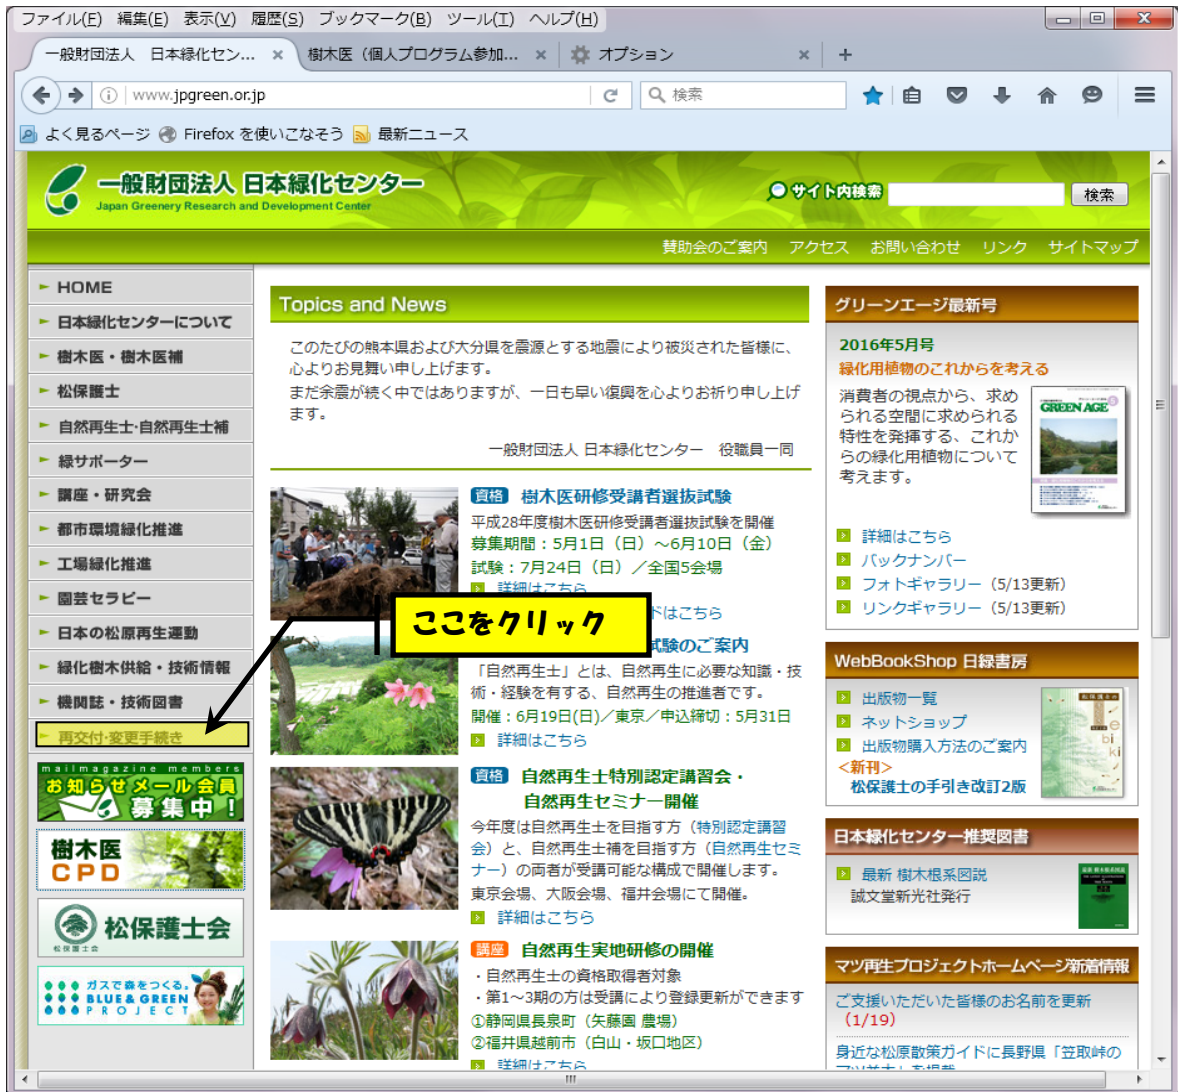 ファイル(F) 編集(E) 表示(V) 履歴(S) ブックマーク(B) ツール(T) ヘルプ(H)
一般財団法人 日本緑化セン...
樹木医（個人プログラム参加...
オプション
www.jpgreen.or.jp
検索
よく見るページ Firefox を使いこなそう 最新ニュース
一般財団法人 日本緑化センター
Japan Greenery Research and Development Center
サイト内検索
検索
賛助会のご案内 アクセス お問い合わせ リンク サイトマップ
HOME
日本緑化センターについて
樹木医・樹木医補
松保護士
自然再生士・自然再生士補
緑サポーター
講座・研究会
都市環境緑化推進
工場緑化推進
園芸セラピー
日本の松原再生運動
緑化樹木供給・技術情報
機関誌・技術図書
再交付・変更手続き
mailmagazine members
お知らせメール会員
募集中！
樹木医
CPD
松保護士会
松保護士会
ガスで森をつくる。
BLUE & GREEN
PROJECT
Topics and News
このたびの熊本県および大分県を震源とする地震により被災された皆様に、
心よりお見舞い申し上げます。
まだ余震が続く中ではありますが、一日も早い復興を心よりお祈り申し上げ
ます。
一般財団法人 日本緑化センター 役職員一同
資格 樹木医研修受講者選抜試験
平成28年度樹木医研修受講者選抜試験を開催
募集期間：5月1日（日）～6月10日（金）
試験：7月24日（日）／全国5会場
詳細はこちら
ドはこちら
ここをクリック
試験のご案内
「自然再生士」とは、自然再生に必要な知識・技
術・経験を有する、自然再生の推進者です。
開催：6月19日(日)／東京／申込締切：5月31日
詳細はこちら
資格 自然再生士特別認定講習会・
自然再生セミナー開催
今年度は自然再生士を目指す方（特別認定講習
会）と、自然再生士補を目指す方（自然再生セミ
ナー）の両者が受講可能な構成で開催します。
東京会場、大阪会場、福井会場にて開催。
詳細はこちら
講座 自然再生実地研修の開催
・自然再生士の資格取得者対象
・第1～3期の方は受講により登録更新ができます
①静岡県長泉町（矢藤園 農場）
②福井県越前市（白山・坂口地区）
詳細はこちら
グリーンエージ最新号
2016年5月号
緑化用植物のこれからを考える
消費者の視点から、求め
られる空間に求められる
特性を発揮する、これか
らの緑化用植物について
考えます。
GREEN AGE
詳細はこちら
バックナンバー
フォトギャラリー（5/13更新）
リンクギャラリー（5/13更新）
WebBookShop 日緑書房
出版物一覧
ネットショップ
出版物購入方法のご案内
<新刊>
松保護士の手引き改訂2版
日本緑化センター推奨図書
最新 樹木根系図説
誠文堂新光社発行
マツ再生プロジェクトホームページ新着情報
ご支援いただいた皆様のお名前を更新
（1/19）
身近な松原散策ガイドに長野県「笠取峠の
マツ並木」を掲載